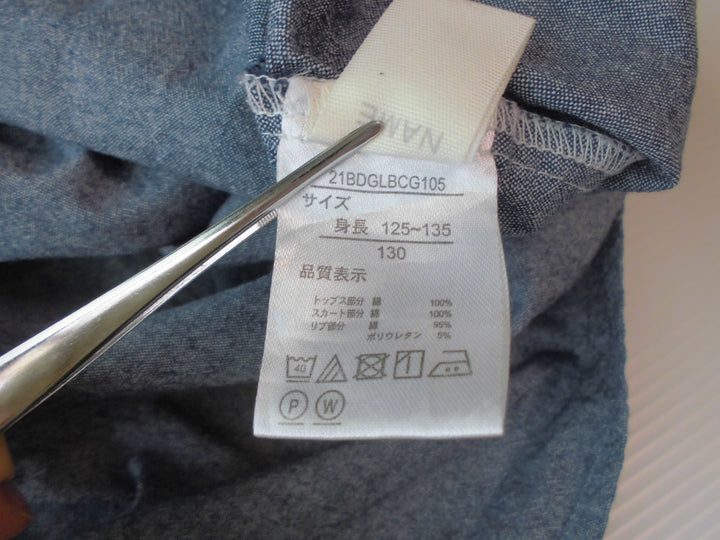 NAME
21BDGLBCG105
サイズ
身長 125~135
130
品質表示
トップス部分 綿 100%
スカート部分 綿 100%
リブ部分 綿 95%
ポリウレタン 5%
40
P W